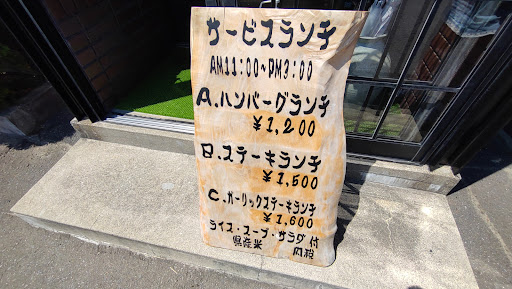 サービスランチ
AM11:00~PM3:00
A.ハンバーグランチ
¥1,200
B.ステーキランチ
¥1,500
C.ガーリックステーキランチ
¥1,600
ライス・スープ・サラダ付
県産米 内税